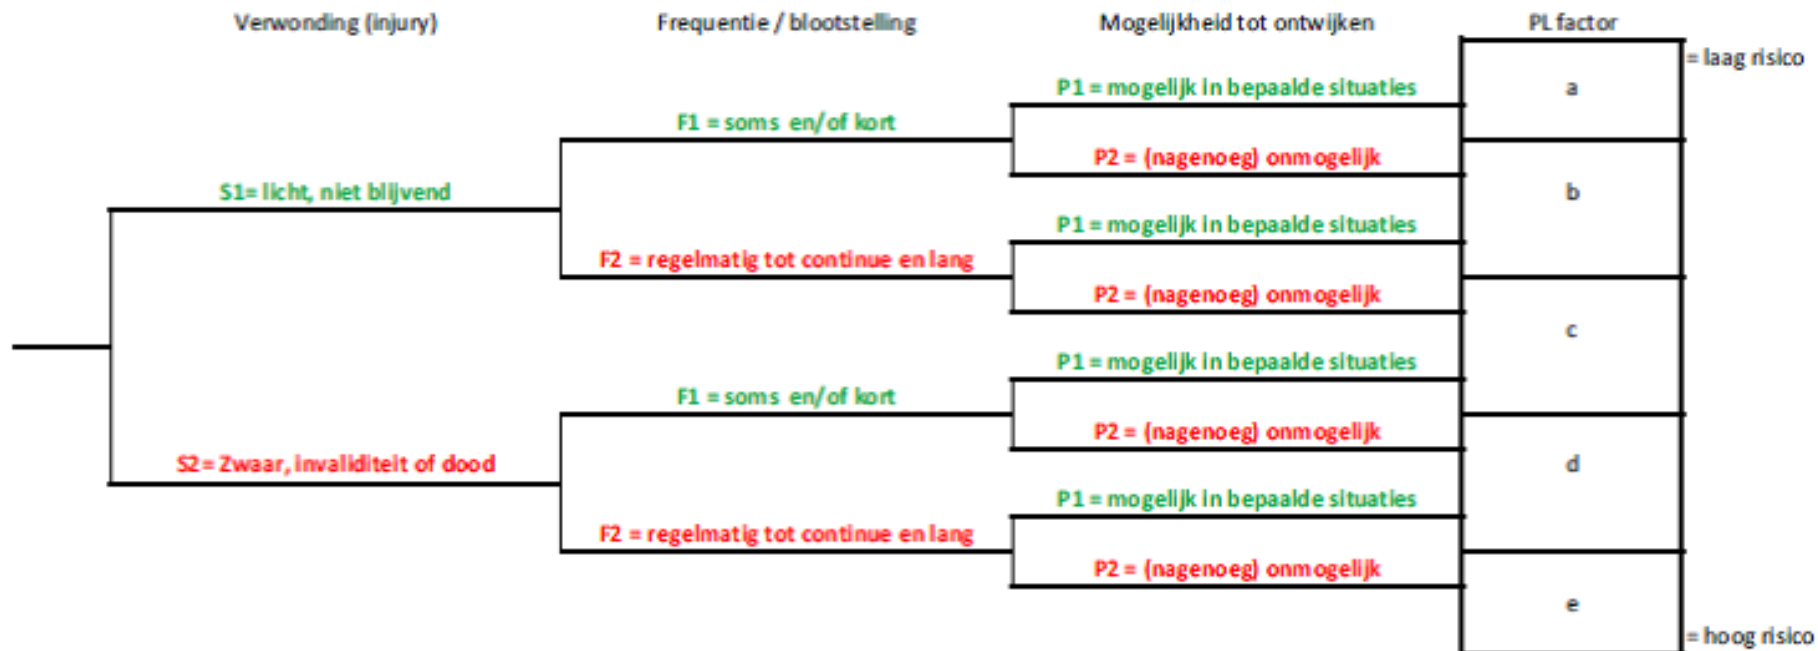 Verwonding (injury)
Frequentie / blootstelling
Mogelijkheid tot ontwijken
PL factor
= laag risico
P1 = mogelijk in bepaalde situaties
a
F1 = soms en/of kort
P2 = (nagenoeg) onmogelijk
S1= licht, niet blijvend
b
P1 = mogelijk in bepaalde situaties
F2 = regelmatig tot continue en lang
P2 = (nagenoeg) onmogelijk
c
P1 = mogelijk in bepaalde situaties
F1 = soms en/of kort
P2 = (nagenoeg) onmogelijk
S2= Zwaar, invaliditeit of dood
d
P1 = mogelijk in bepaalde situaties
F2 = regelmatig tot continue en lang
P2 = (nagenoeg) onmogelijk
e
= hoog risico